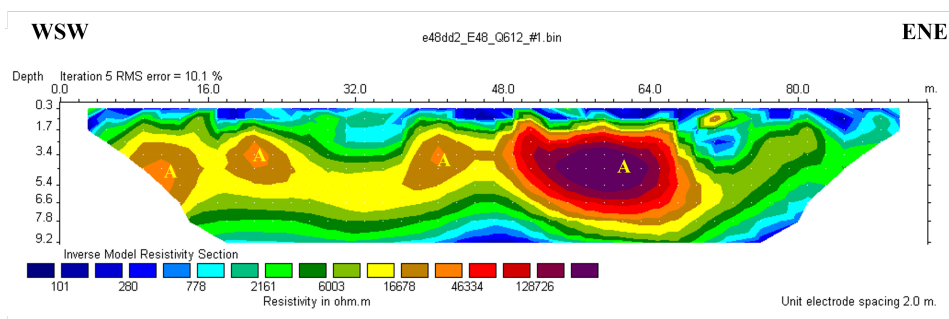 WSW ENE
e48dd2_E48_Q612_#1.bin
Depth Iteration 5 RMS error = 10.1 %
0.0 16.0 32.0 48.0 64.0 80.0 m.
0.3
1.7
3.4
5.4
6.6
7.8
9.2
A A A A
Inverse Model Resistivity Section
101 280 778 2161 6003 16678 46334 128726
Resistivity in ohm.m Unit electrode spacing 2.0 m.